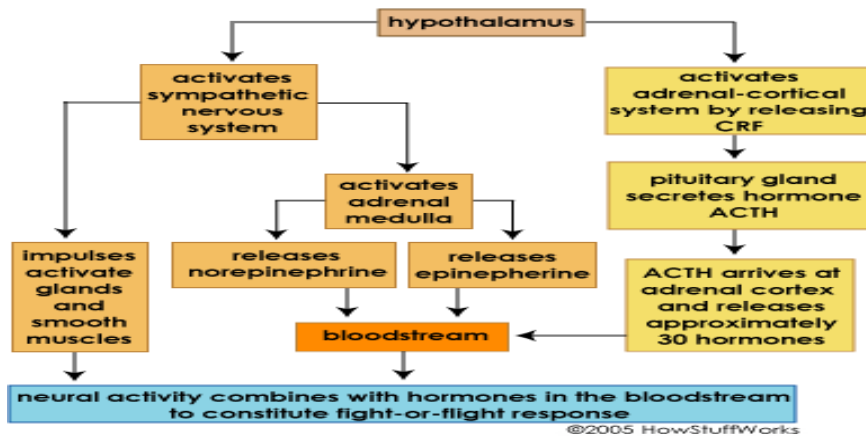 hypothalamus
activates
sympathetic
nervous
system
activates
adrenal-cortical
system by releasing
CRF
activates
adrenal
medulla
pituitary gland
secretes hormone
ACTH
impulses
activate
glands
and
smooth
muscles
releases
norepinephrine
releases
epinepherine
ACTH arrives at
adrenal cortex
and releases
approximately
30 hormones
bloodstream
neural activity combines with hormones in the bloodstream
to constitute fight-or-flight response
©2005 HowStuffWorks